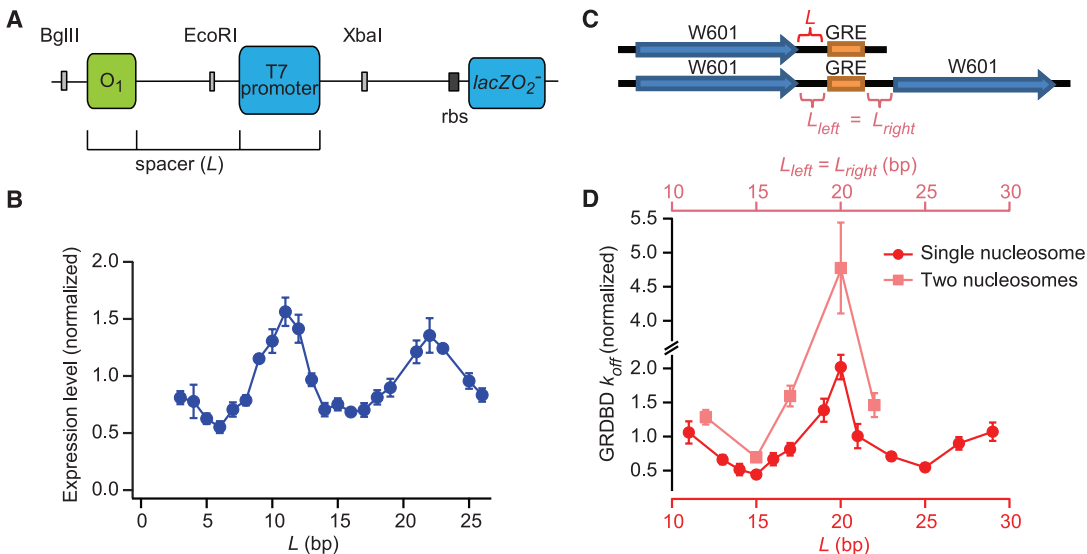 A
BglII
EcoRI
XbaI
O1
T7
promoter
lacZO2-
rbs
spacer (L)
B
Expression level (normalized)
2.0
1.5
1.0
0.5
0.0
0 5 10 15 20 25
L (bp)
C
L
W601 GRE
W601 GRE W601
Lleft = Lright
Lleft = Lright (bp)
10 15 20 25 30
D
GRDBD koff (normalized)
5.5
5.0
4.5
4.0
2.0
1.5
1.0
0.5
Single nucleosome
Two nucleosomes
10 15 20 25 30
L (bp)